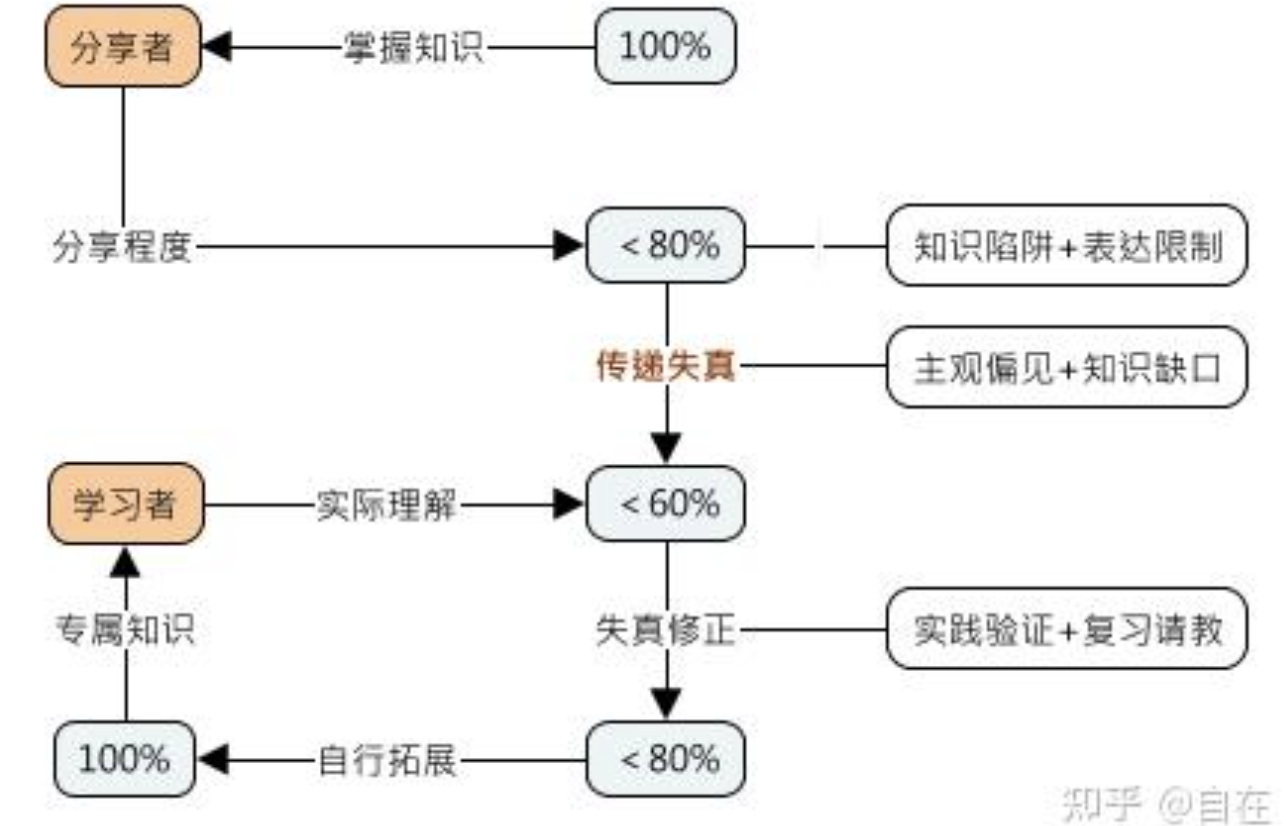 分享者
掌握知识
100%
分享程度
<80%
知识陷阱+表达限制
传递失真
主观偏见+知识缺口
学习者
实际理解
<60%
专属知识
失真修正
实践验证+复习请教
100%
自行拓展
<80%
知乎 @自在